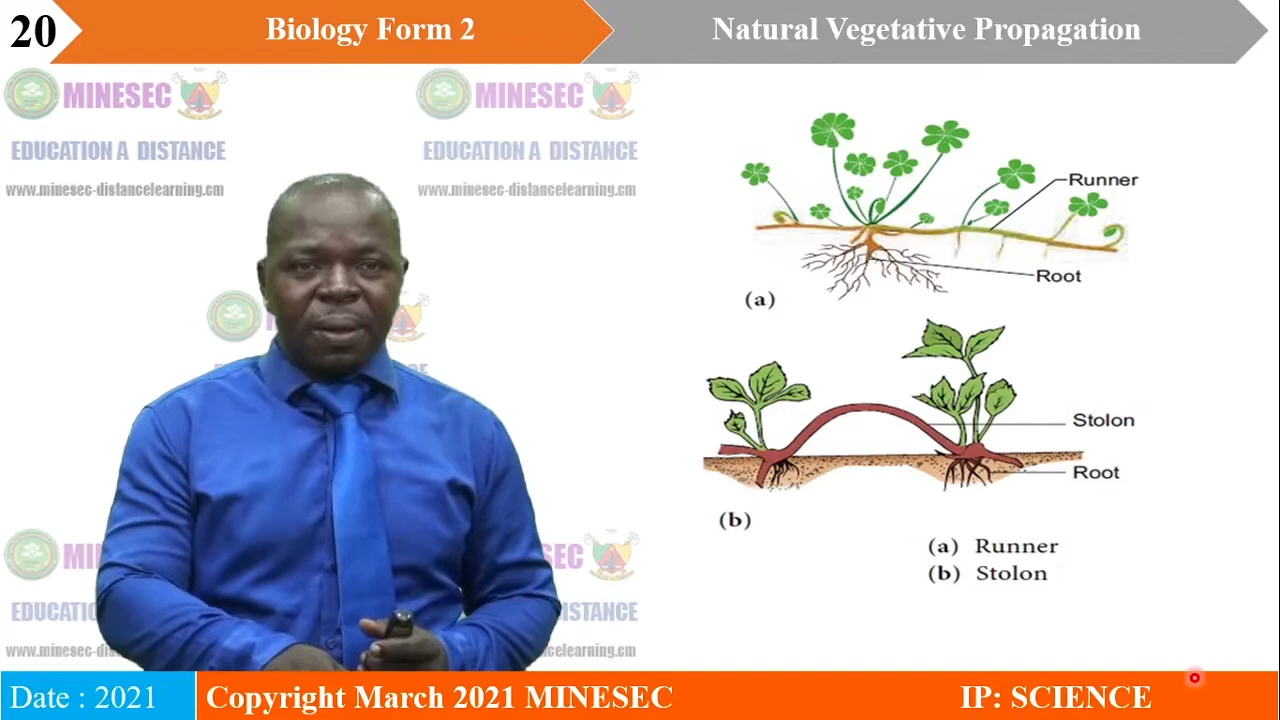 20
Biology Form 2
Natural Vegetative Propagation
MINESEC
EDUCATION A DISTANCE
www.minesec-distancelearning.cm
MINESEC
EDUCATION A DISTANCE
www.minesec-distancelearning.cm
Runner
Root
(a)
Stolon
Root
(b)
(a) Runner
(b) Stolon
Date : 2021
Copyright March 2021 MINESEC
IP: SCIENCE